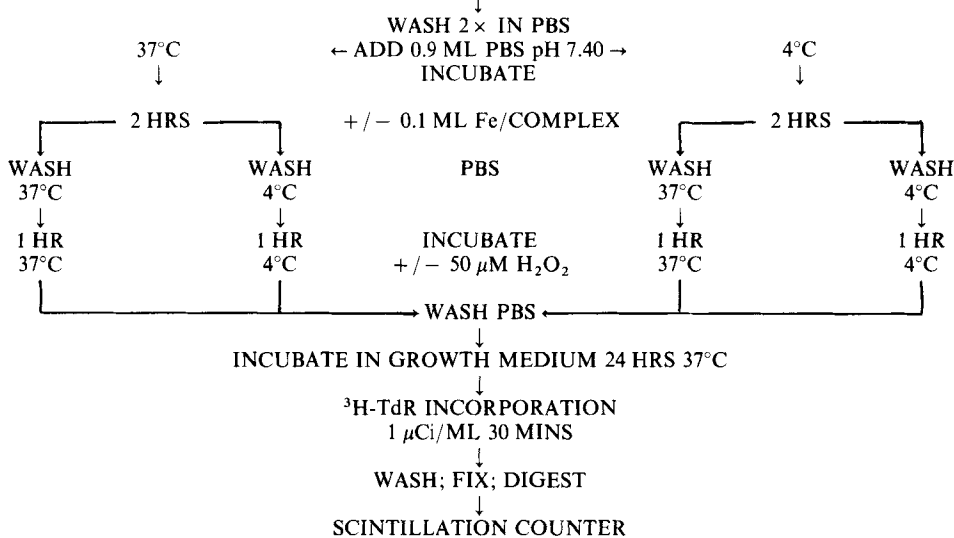 ↓
WASH 2 × IN PBS
37°C ← ADD 0.9 ML PBS pH 7.40 → 4°C
↓ INCUBATE ↓
2 HRS +/− 0.1 ML Fe/COMPLEX 2 HRS
WASH WASH PBS WASH WASH
37°C 4°C 37°C 4°C
↓ ↓ ↓ ↓
1 HR 1 HR INCUBATE 1 HR 1 HR
37°C 4°C +/− 50 μM H₂O₂ 37°C 4°C
→ WASH PBS ←
↓
INCUBATE IN GROWTH MEDIUM 24 HRS 37°C
↓
³H-TdR INCORPORATION
1 μCi/ML 30 MINS
↓
WASH; FIX; DIGEST
↓
SCINTILLATION COUNTER